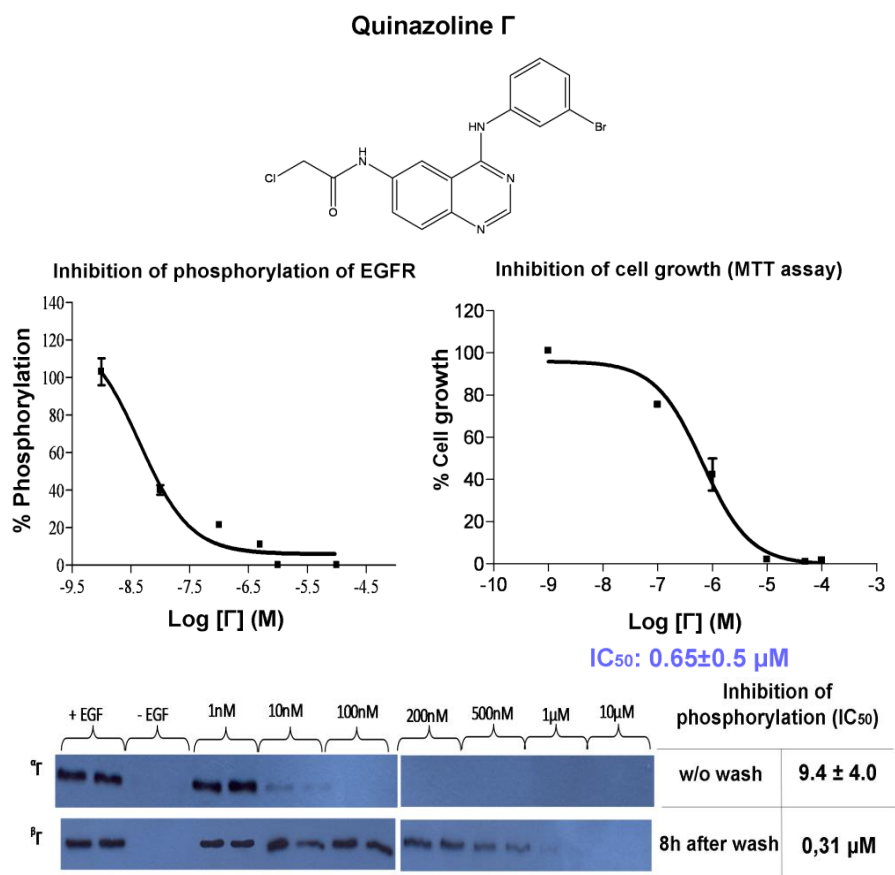 Quinazoline Γ
HN
Br
H
N
Cl
O
N
N
Inhibition of phosphorylation of EGFR
% Phosphorylation
140
120
100
80
60
40
20
0
-9.5 -8.5 -7.5 -6.5 -5.5 -4.5
Log [Γ] (M)
Inhibition of cell growth (MTT assay)
% Cell growth
120
100
80
60
40
20
0
-10 -9 -8 -7 -6 -5 -4 -3
Log [Γ] (M)
IC50: 0.65±0.5 μM
+ EGF - EGF 1nM 10nM 100nM 200nM 500nM 1μM 10μM
Inhibition of
phosphorylation (IC50)
αΓ
w/o wash 9.4 ± 4.0
βΓ
8h after wash 0,31 μM